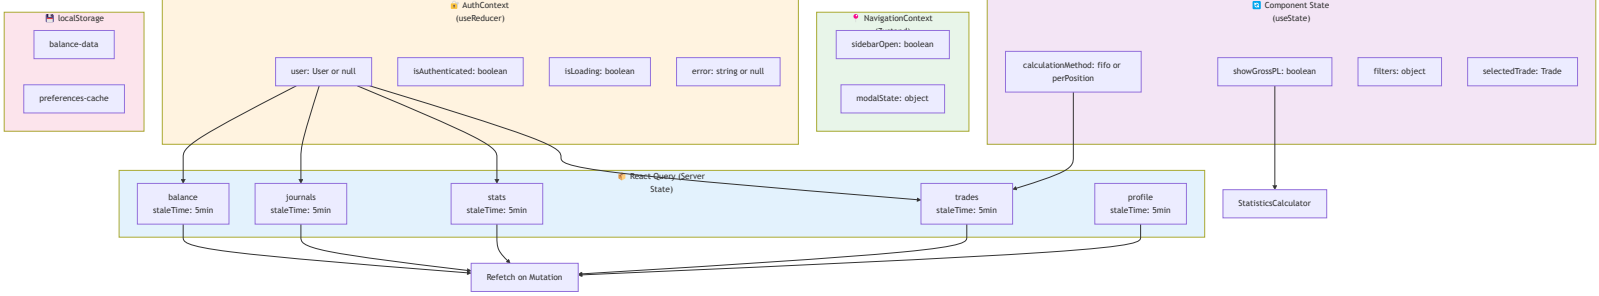 💾 localStorage
balance-data
preferences-cache
🔐 AuthContext
(useReducer)
user: User or null
isAuthenticated: boolean
isLoading: boolean
error: string or null
📍 NavigationContext
sidebarOpen: boolean
modalState: object
🔄 Component State
(useState)
calculationMethod: fifo or
perPosition
showGrossPL: boolean
filters: object
selectedTrade: Trade
React Query (Server
State)
balance
staleTime: 5min
journals
staleTime: 5min
stats
staleTime: 5min
trades
staleTime: 5min
profile
staleTime: 5min
StatisticsCalculator
Refetch on Mutation